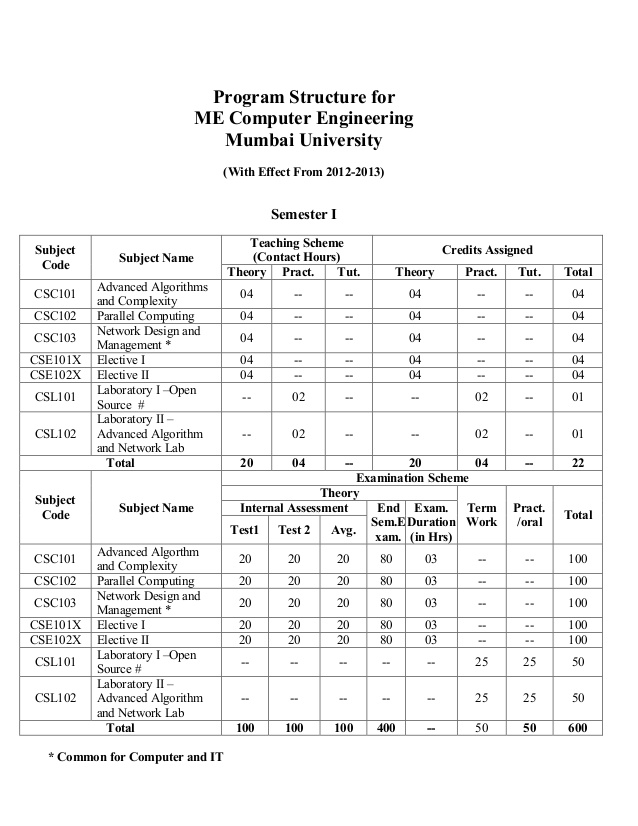 Program Structure for
ME Computer Engineering
Mumbai University
(With Effect From 2012-2013)
Semester I
Subject Code Subject Name Teaching Scheme (Contact Hours) Credits Assigned
Theory Pract. Tut. Theory Pract. Tut. Total
CSC101 Advanced Algorithms and Complexity 04 -- -- 04 -- -- 04
CSC102 Parallel Computing 04 -- -- 04 -- -- 04
CSC103 Network Design and Management * 04 -- -- 04 -- -- 04
CSE101X Elective I 04 -- -- 04 -- -- 04
CSE102X Elective II 04 -- -- 04 -- -- 04
CSL101 Laboratory I –Open Source # -- 02 -- -- 02 -- 01
CSL102 Laboratory II – Advanced Algorithm and Network Lab -- 02 -- -- 02 -- 01
Total 20 04 -- 20 04 -- 22
Subject Code Subject Name Examination Scheme
Theory Term Work Pract. /oral Total
Internal Assessment End Sem.E xam. Exam. Duration (in Hrs)
Test1 Test 2 Avg.
CSC101 Advanced Algorthm and Complexity 20 20 20 80 03 -- -- 100
CSC102 Parallel Computing 20 20 20 80 03 -- -- 100
CSC103 Network Design and Management * 20 20 20 80 03 -- -- 100
CSE101X Elective I 20 20 20 80 03 -- -- 100
CSE102X Elective II 20 20 20 80 03 -- -- 100
CSL101 Laboratory I –Open Source # -- -- -- -- -- 25 25 50
CSL102 Laboratory II – Advanced Algorithm and Network Lab -- -- -- -- -- 25 25 50
Total 100 100 100 400 -- 50 50 600
* Common for Computer and IT